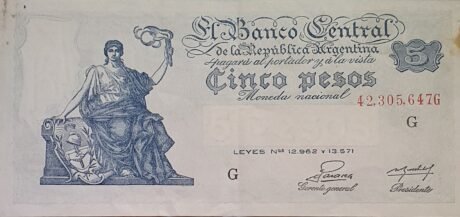 El Banco Central
de la República Argentina
pagará al portador y á la vista
Cinco pesos
Moneda nacional
5
42.305.647G
G
LEYES Nos 12.962 Y 13.571
G
Gerente general
Presidente